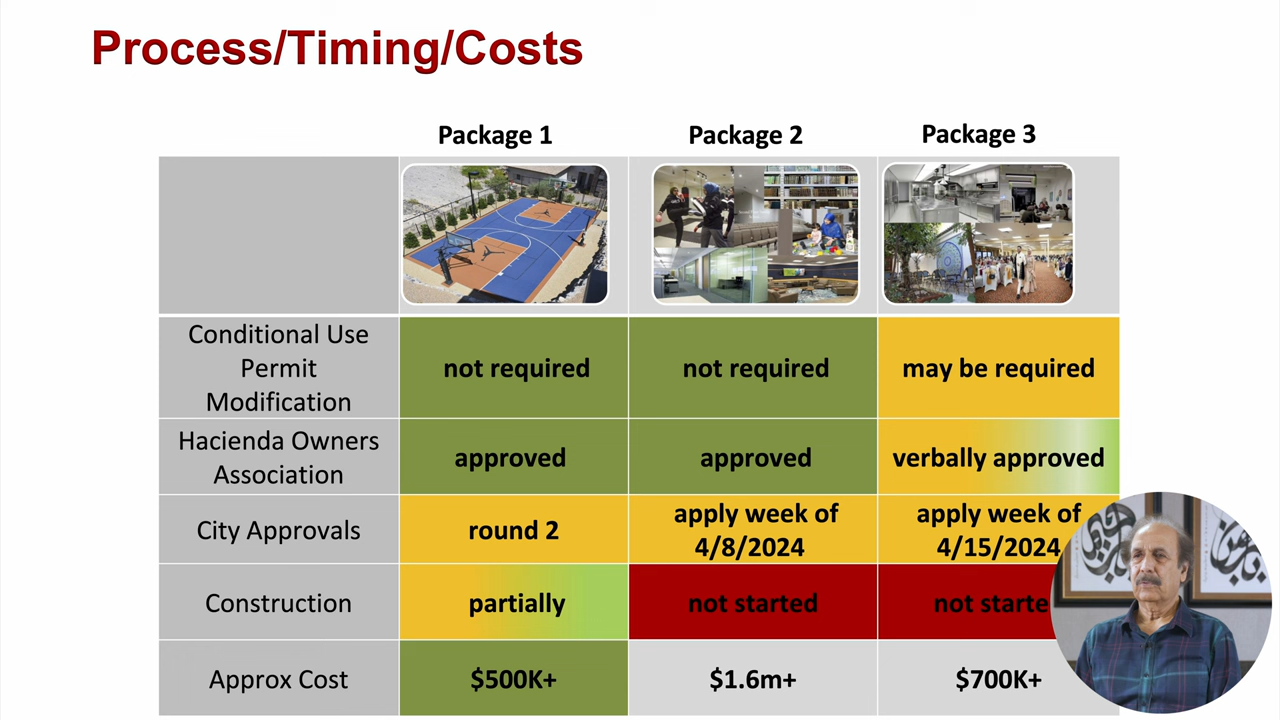 Process/Timing/Costs
Package 1
Package 2
Package 3
Conditional Use
Permit
Modification
not required
not required
may be required
Hacienda Owners
Association
approved
approved
verbally approved
City Approvals
round 2
apply week of
4/8/2024
apply week of
4/15/2024
Construction
partially
not started
not starte
Approx Cost
$500K+
$1.6m+
$700K+